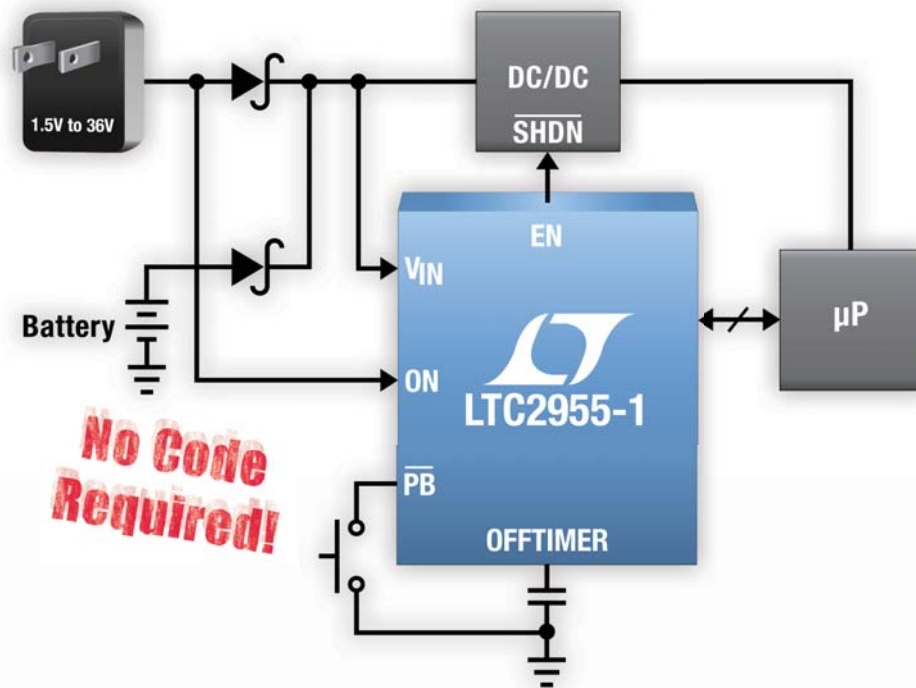 1.5V to 36V
DC/DC
SHDN
EN
VIN
Battery
µP
ON
LTC2955-1
No Code
Required!
PB
OFFTIMER